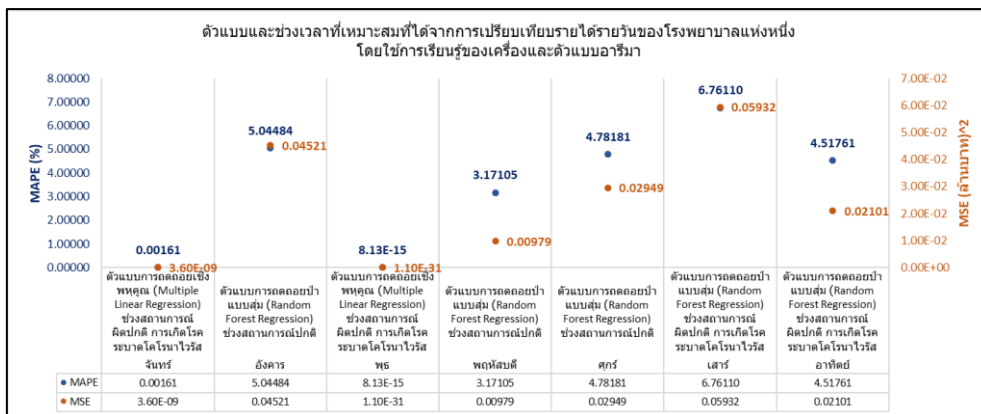 ตัวแบบและช่วงเวลาที่เหมาะสมที่ได้จากการเปรียบเทียบรายได้รายวันของโรงพยาบาลแห่งหนึ่ง
โดยใช้การเรียนรู้ของเครื่องและตัวแบบอารีมา
MAPE (%)
8.00000
7.00000
6.00000
5.00000
4.00000
3.00000
2.00000
1.00000
0.00000
0.00161
3.60E-09
5.04484
0.04521
8.13E-15
1.10E-31
3.17105
0.00979
4.78181
0.02949
6.76110
0.05932
4.51761
0.02101
7.00E-02
6.00E-02
5.00E-02
4.00E-02
3.00E-02
2.00E-02
1.00E-02
0.00E+00
MSE (ล้านบาท)^2
ตัวแบบการถดถอยเชิง
พหุคูณ (Multiple
Linear Regression)
ช่วงสถานการณ์
ผิดปกติ การเกิดโรค
ระบาดโคโรนาไวรัส
จันทร์
ตัวแบบการถดถอยป่า
แบบสุ่ม (Random
Forest Regression)
ช่วงสถานการณ์ปกติ
อังคาร
ตัวแบบการถดถอยเชิง
พหุคูณ (Multiple
Linear Regression)
ช่วงสถานการณ์
ผิดปกติ การเกิดโรค
ระบาดโคโรนาไวรัส
พุธ
ตัวแบบการถดถอยป่า
แบบสุ่ม (Random
Forest Regression)
ช่วงสถานการณ์ปกติ
พฤหัสบดี
ตัวแบบการถดถอยป่า
แบบสุ่ม (Random
Forest Regression)
ช่วงสถานการณ์ปกติ
ศุกร์
ตัวแบบการถดถอยป่า
แบบสุ่ม (Random
Forest Regression)
ช่วงสถานการณ์
ผิดปกติ การเกิดโรค
ระบาดโคโรนาไวรัส
เสาร์
ตัวแบบการถดถอยป่า
แบบสุ่ม (Random
Forest Regression)
ช่วงสถานการณ์
ผิดปกติ การเกิดโรค
ระบาดโคโรนาไวรัส
อาทิตย์
MAPE 0.00161 5.04484 8.13E-15 3.17105 4.78181 6.76110 4.51761
MSE 3.60E-09 0.04521 1.10E-31 0.00979 0.02949 0.05932 0.02101